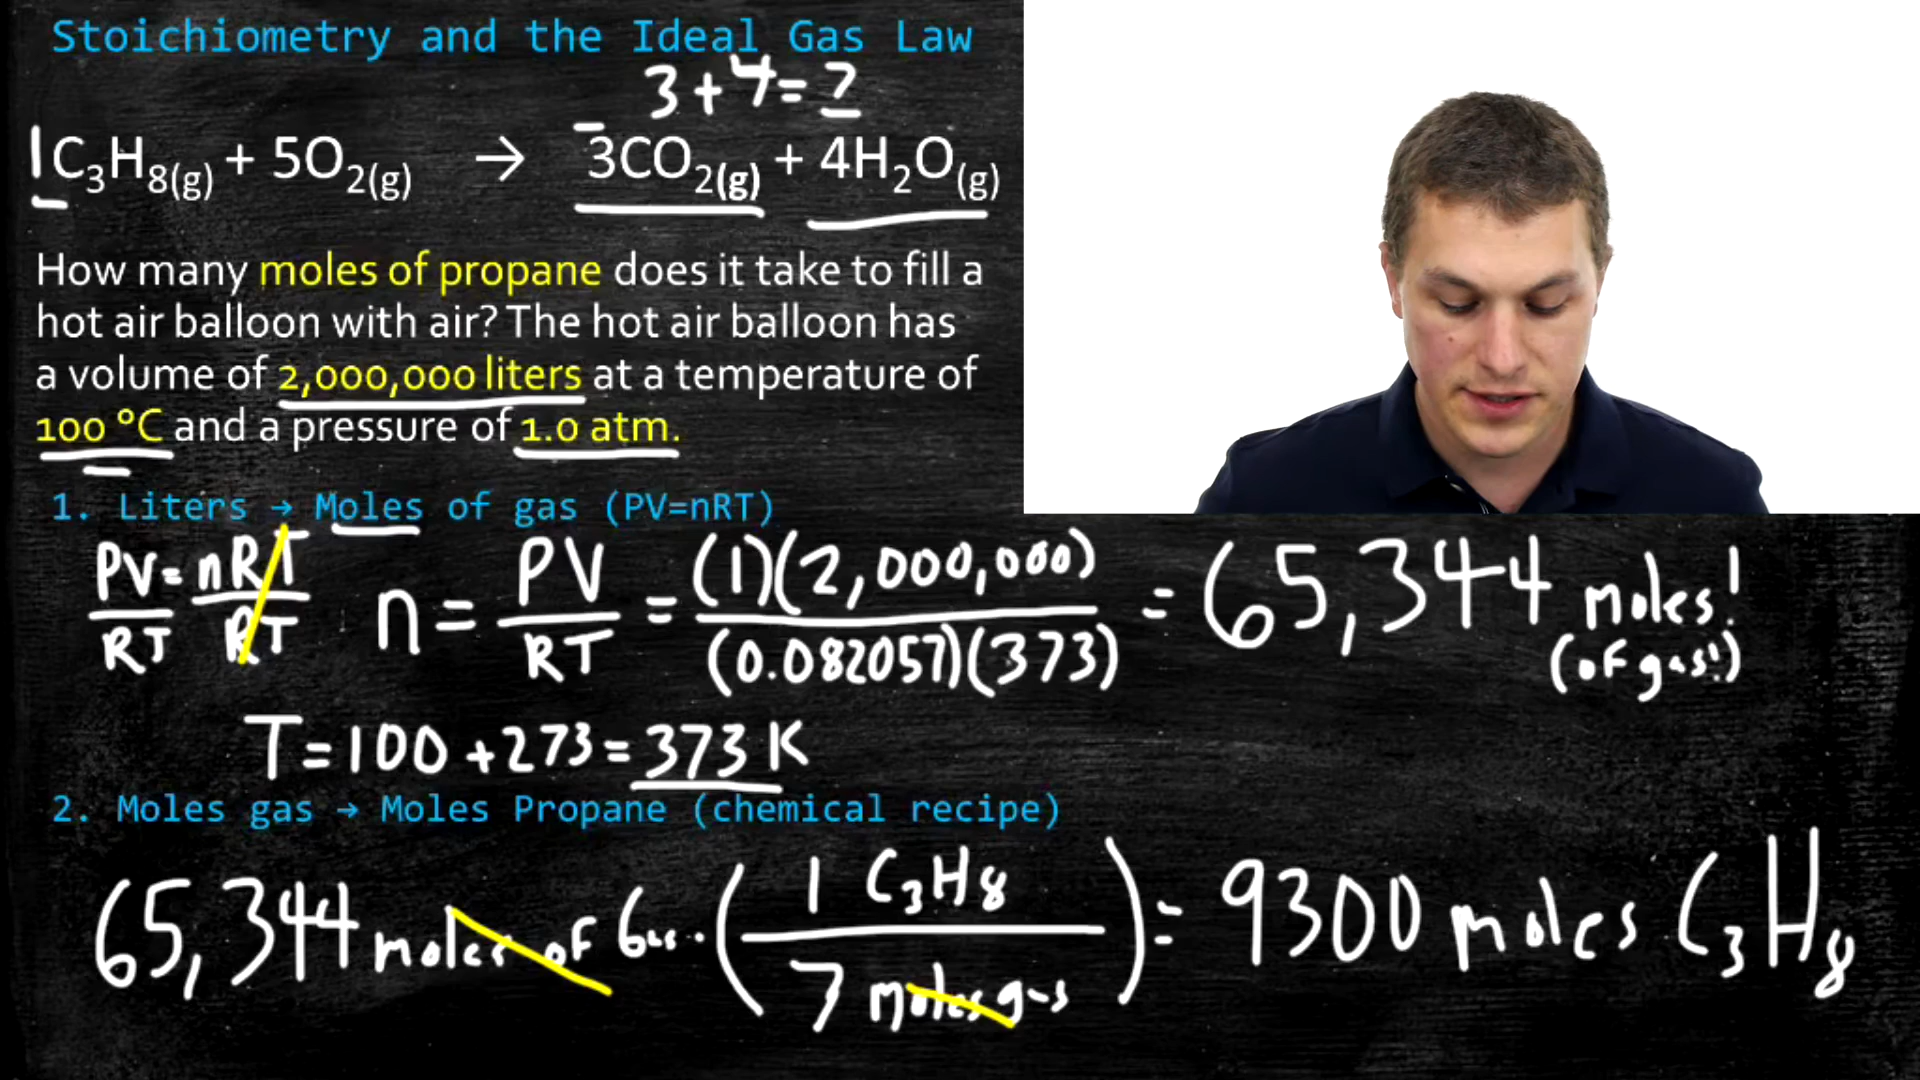 Stoichiometry and the Ideal Gas Law
3+4=7
1C₃H₈(g) + 5O₂(g) → 3CO₂(g) + 4H₂O(g)
How many moles of propane does it take to fill a
hot air balloon with air? The hot air balloon has
a volume of 2,000,000 liters at a temperature of
100 °C and a pressure of 1.0 atm.
1. Liters → Moles of gas (PV=nRT)
PV/RT = nRT/RT n = PV/RT = (1)(2,000,000)/(0.082057)(373) = 65,344 moles!
(of gas!)
T=100+273=373 K
2. Moles gas → Moles Propane (chemical recipe)
65,344 moles of Gas · (1 C₃H₈/7 moles gas) = 9300 moles C₃H₈